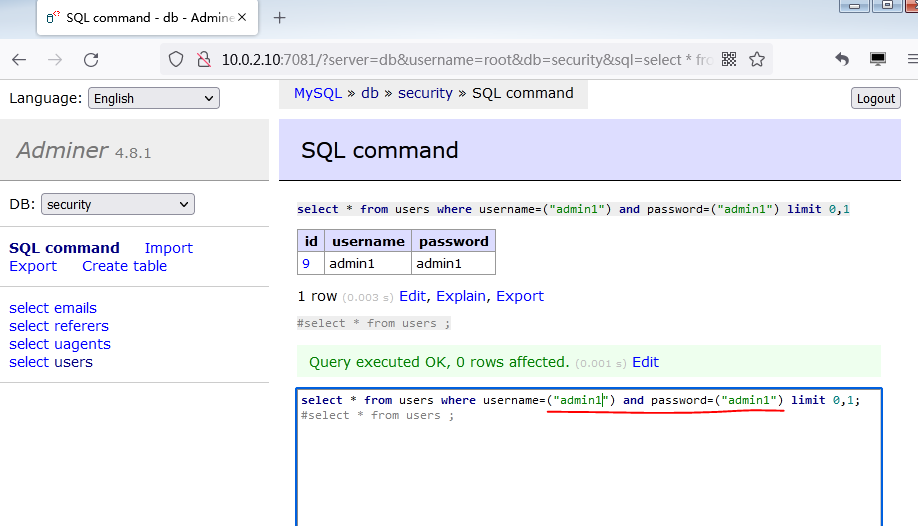 SQL command - db - Admine
10.0.2.10:7081/?server=db&username=root&db=security&sql=select * fro
Language: English
MySQL » db » security » SQL command
Logout
Adminer 4.8.1
SQL command
DB: security
SQL command Import
Export Create table
select emails
select referers
select uagents
select users
select * from users where username=("admin1") and password=("admin1") limit 0,1
id username password
9 admin1 admin1
1 row (0.003 s) Edit, Explain, Export
#select * from users ;
Query executed OK, 0 rows affected. (0.001 s) Edit
select * from users where username=("admin1") and password=("admin1") limit 0,1;
#select * from users ;